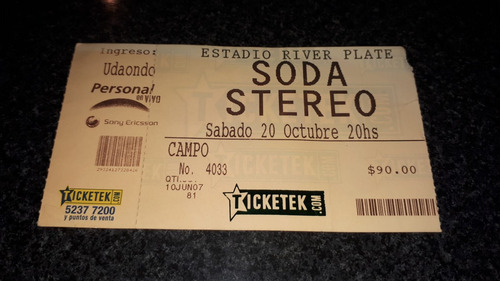 Ingreso:
Udaondo
Personal
en VIVO
Sony Ericsson
TICKETEK.COM
5237 7200
y puntos de venta
ESTADIO RIVER PLATE
SODA
STEREO
Sabado 20 Octubre 20hs
CAMPO
No. 4033
$90.00
10JUN07
81
TICKETEK.COM